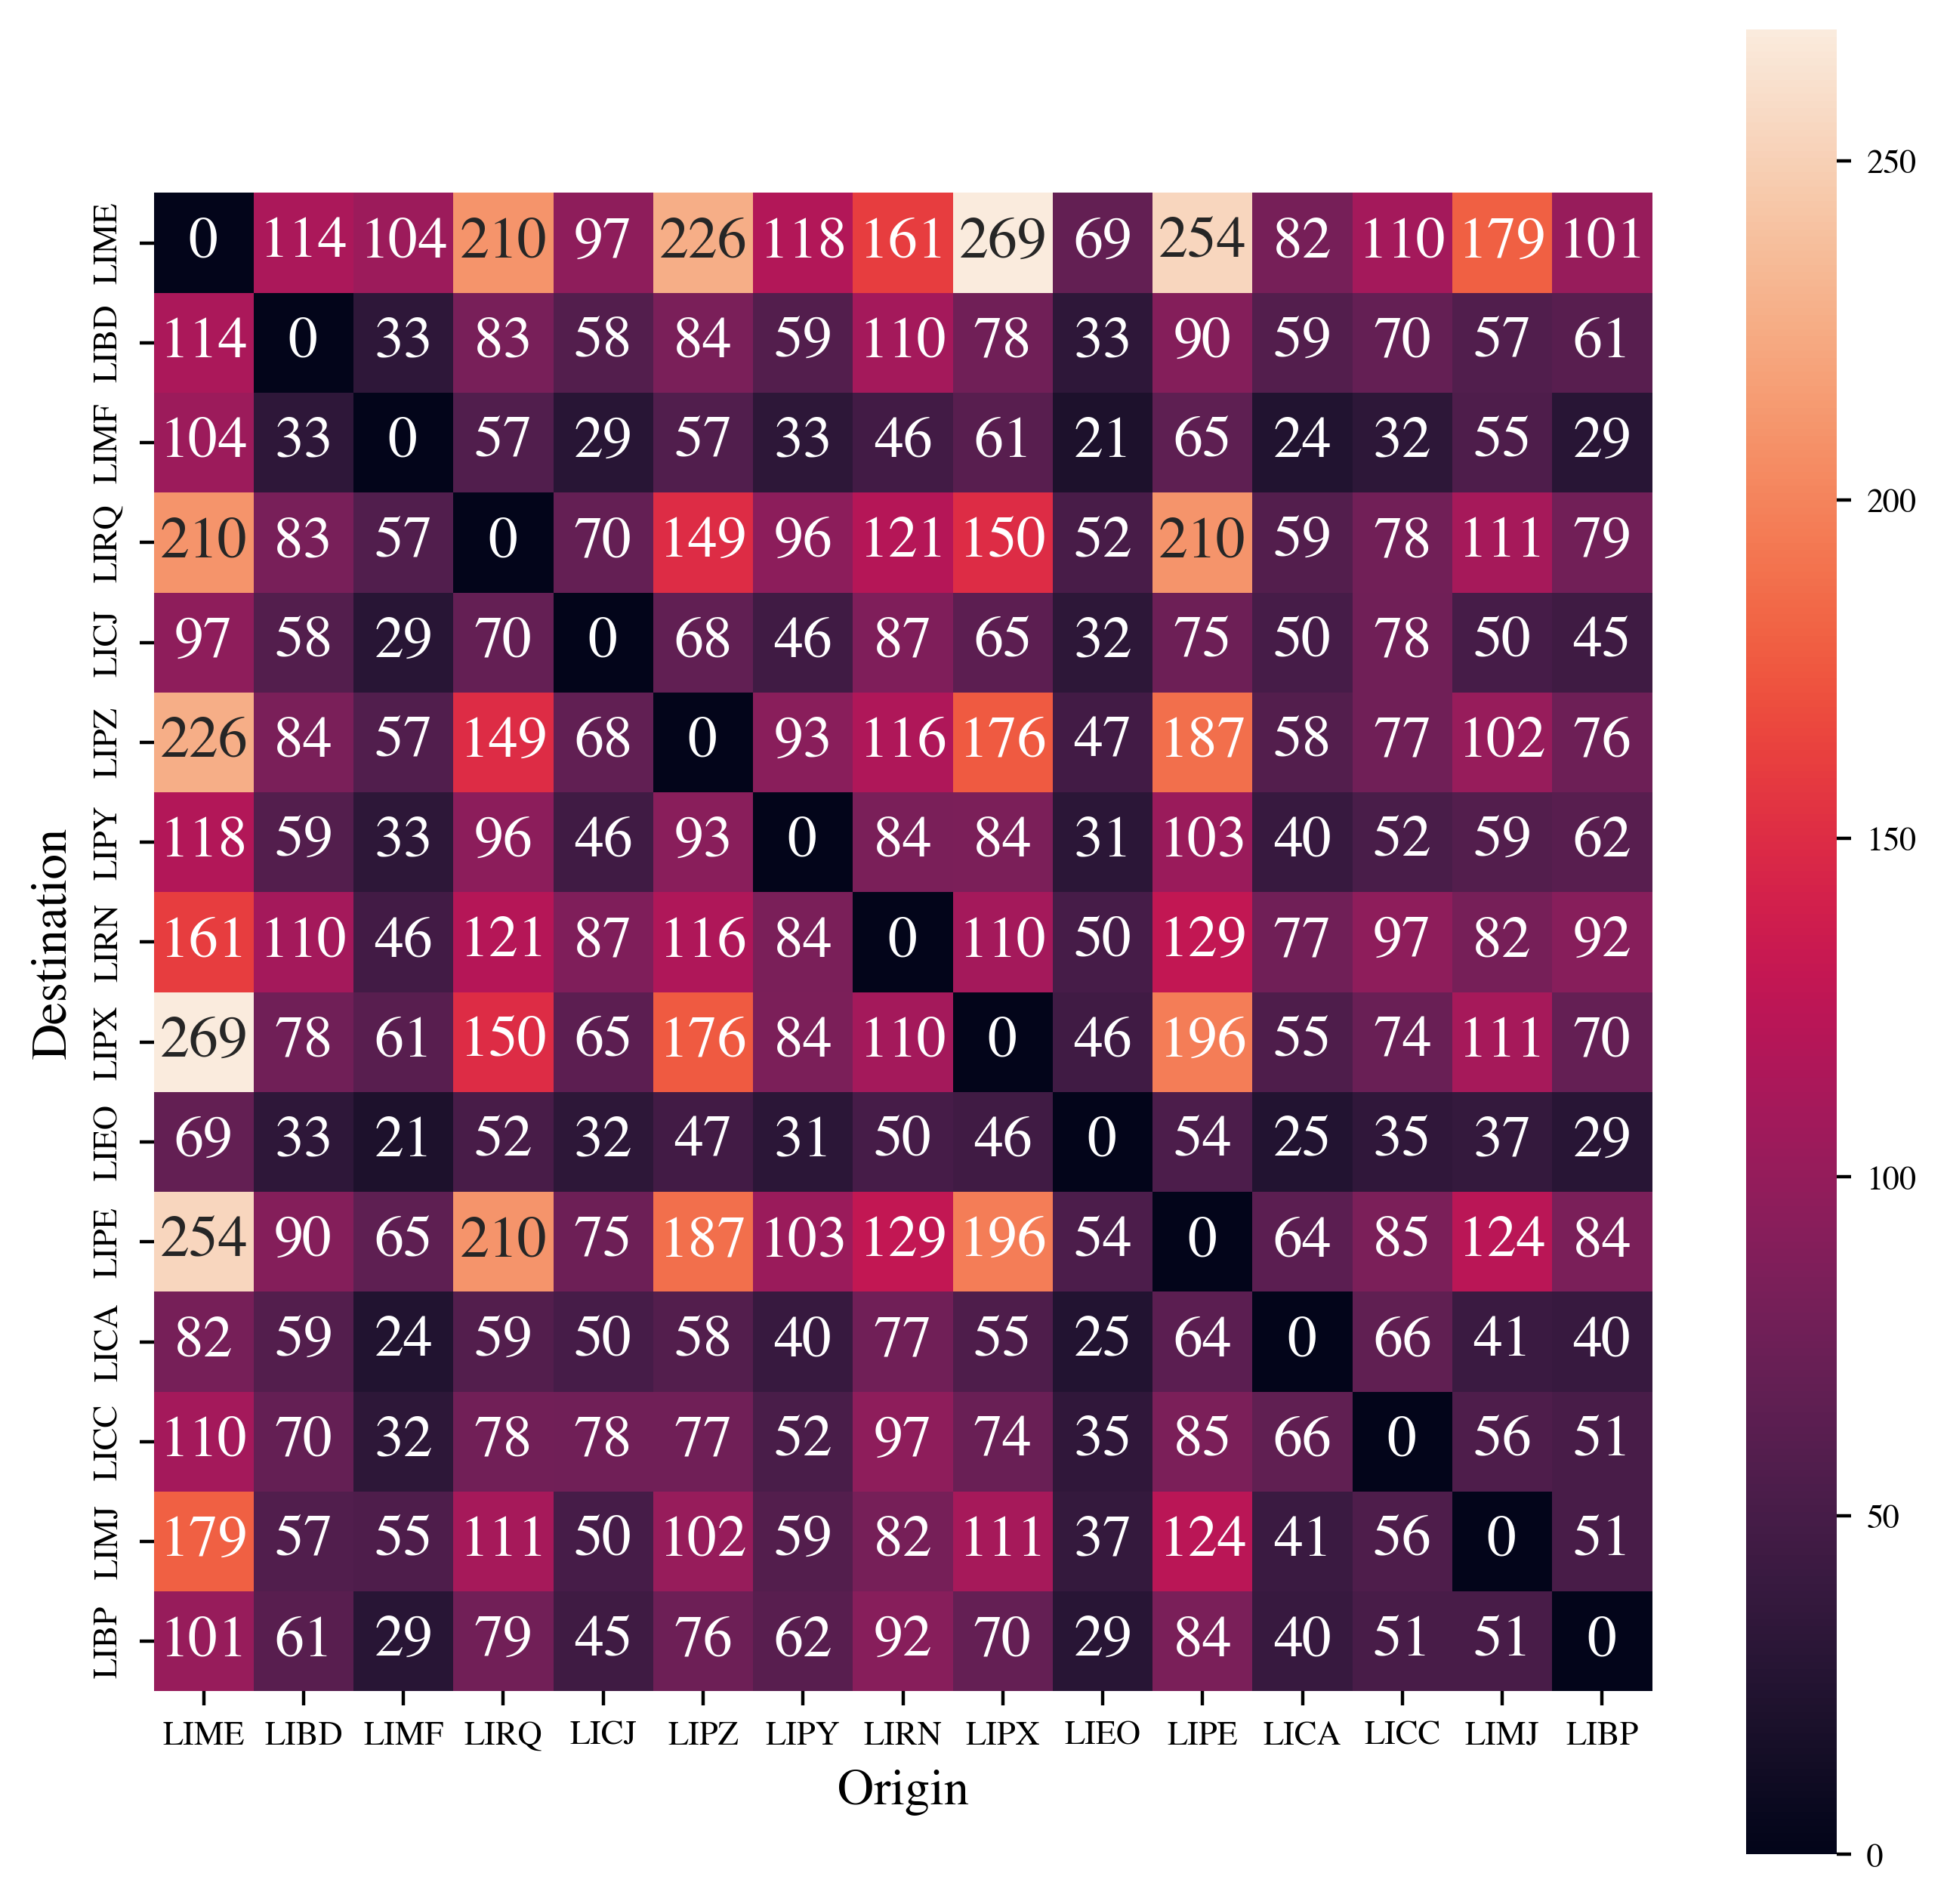 250
200
150
100
50
0
Destination
LIME 0 114 104 210 97 226 118 161 269 69 254 82 110 179 101
LIBD 114 0 33 83 58 84 59 110 78 33 90 59 70 57 61
LIMF 104 33 0 57 29 57 33 46 61 21 65 24 32 55 29
LIRQ 210 83 57 0 70 149 96 121 150 52 210 59 78 111 79
LICJ 97 58 29 70 0 68 46 87 65 32 75 50 78 50 45
LIPZ 226 84 57 149 68 0 93 116 176 47 187 58 77 102 76
LIPY 118 59 33 96 46 93 0 84 84 31 103 40 52 59 62
LIRN 161 110 46 121 87 116 84 0 110 50 129 77 97 82 92
LIPX 269 78 61 150 65 176 84 110 0 46 196 55 74 111 70
LIEO 69 33 21 52 32 47 31 50 46 0 54 25 35 37 29
LIPE 254 90 65 210 75 187 103 129 196 54 0 64 85 124 84
LICA 82 59 24 59 50 58 40 77 55 25 64 0 66 41 40
LICC 110 70 32 78 78 77 52 97 74 35 85 66 0 56 51
LIMJ 179 57 55 111 50 102 59 82 111 37 124 41 56 0 51
LIBP 101 61 29 79 45 76 62 92 70 29 84 40 51 51 0
LIME LIBD LIMF LIRQ LICJ LIPZ LIPY LIRN LIPX LIEO LIPE LICA LICC LIMJ LIBP
Origin